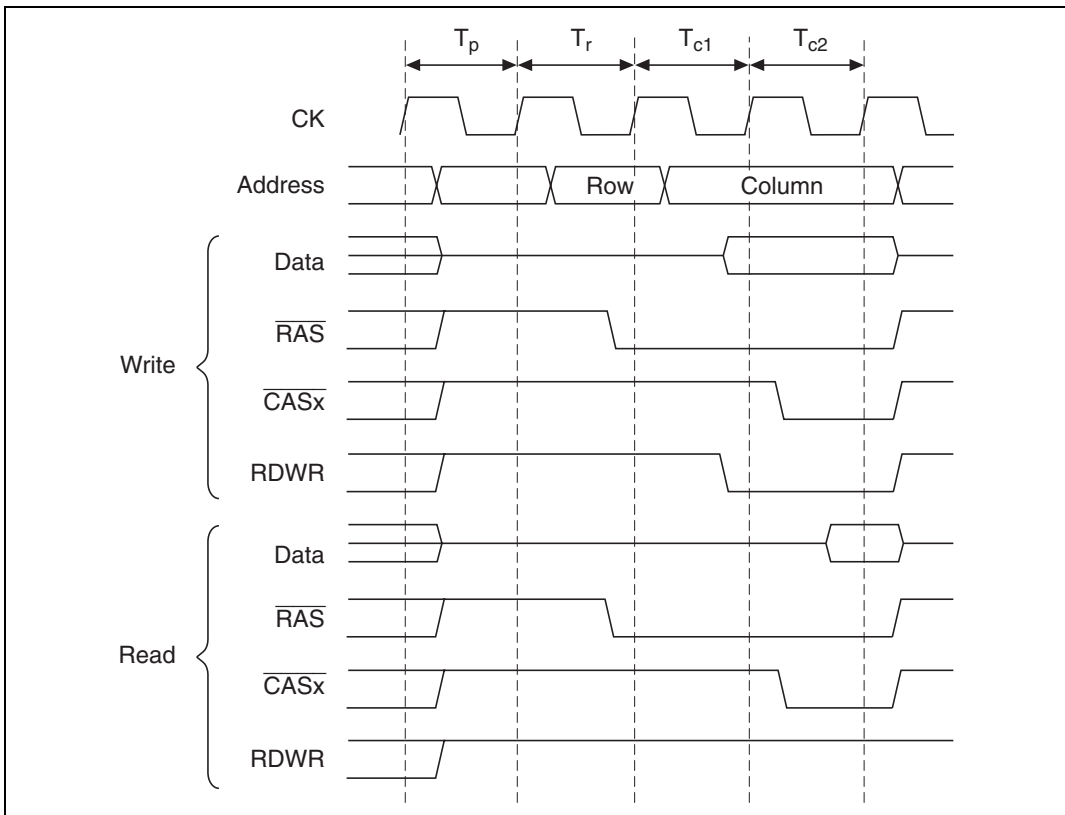 Tp Tr Tc1 Tc2
CK
Address Row Column
Data
RAS
Write
CASx
RDWR
Data
RAS
Read
CASx
RDWR